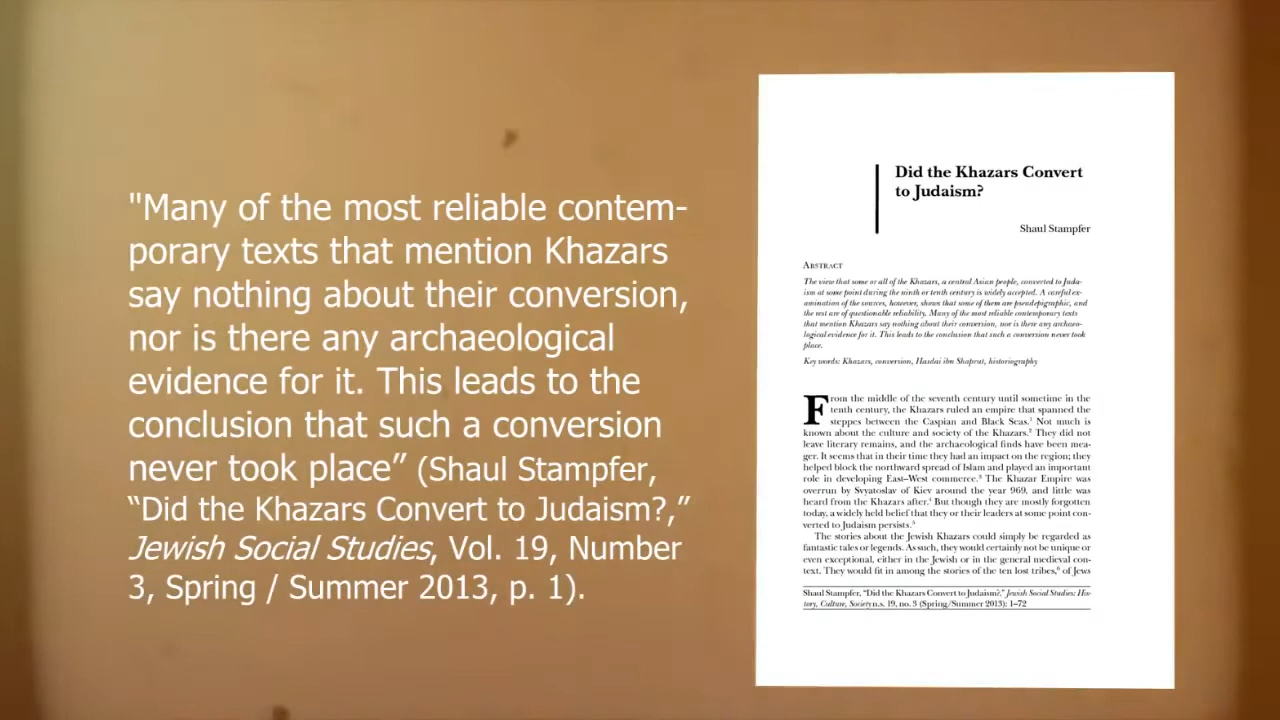 "Many of the most reliable contem-
porary texts that mention Khazars
say nothing about their conversion,
nor is there any archaeological
evidence for it. This leads to the
conclusion that such a conversion
never took place” (Shaul Stampfer,
“Did the Khazars Convert to Judaism?,”
Jewish Social Studies, Vol. 19, Number
3, Spring / Summer 2013, p. 1).
Did the Khazars Convert
to Judaism?
Shaul Stampfer
ABSTRACT
The view that some or all of the Khazars, a central Asian people, converted to Juda-
ism at some point during the ninth or tenth century is widely accepted. A careful ex-
amination of the sources, however, shows that some of them are pseudepigraphic, and
the rest are of questionable reliability. Many of the most reliable contemporary texts
that mention Khazars say nothing about their conversion, nor is there any archaeo-
logical evidence for it. This leads to the conclusion that such a conversion never took
place.
Key words: Khazars, conversion, Hasdai ibn Shaprut, historiography
From the middle of the seventh century until sometime in the
tenth century, the Khazars ruled an empire that spanned the
steppes between the Caspian and Black Seas.1 Not much is
known about the culture and society of the Khazars.2 They did not
leave literary remains, and the archaeological finds have been mea-
ger. It seems that in their time they had an impact on the region; they
helped block the northward spread of Islam and played an important
role in developing East–West commerce.3 The Khazar Empire was
overrun by Svyatoslav of Kiev around the year 969, and little was
heard from the Khazars after.4 But though they are mostly forgotten
today, a widely held belief that they or their leaders at some point con-
verted to Judaism persists.5
The stories about the Jewish Khazars could simply be regarded as
fantastic tales or legends. As such, they would certainly not be unique or
even exceptional, either in the Jewish or in the general medieval con-
text. They would fit in among the stories of the ten lost tribes,6 of Jews
Shaul Stampfer, “Did the Khazars Convert to Judaism?,” Jewish Social Studies: His-
tory, Culture, Society n.s. 19, no. 3 (Spring/Summer 2013): 1–72